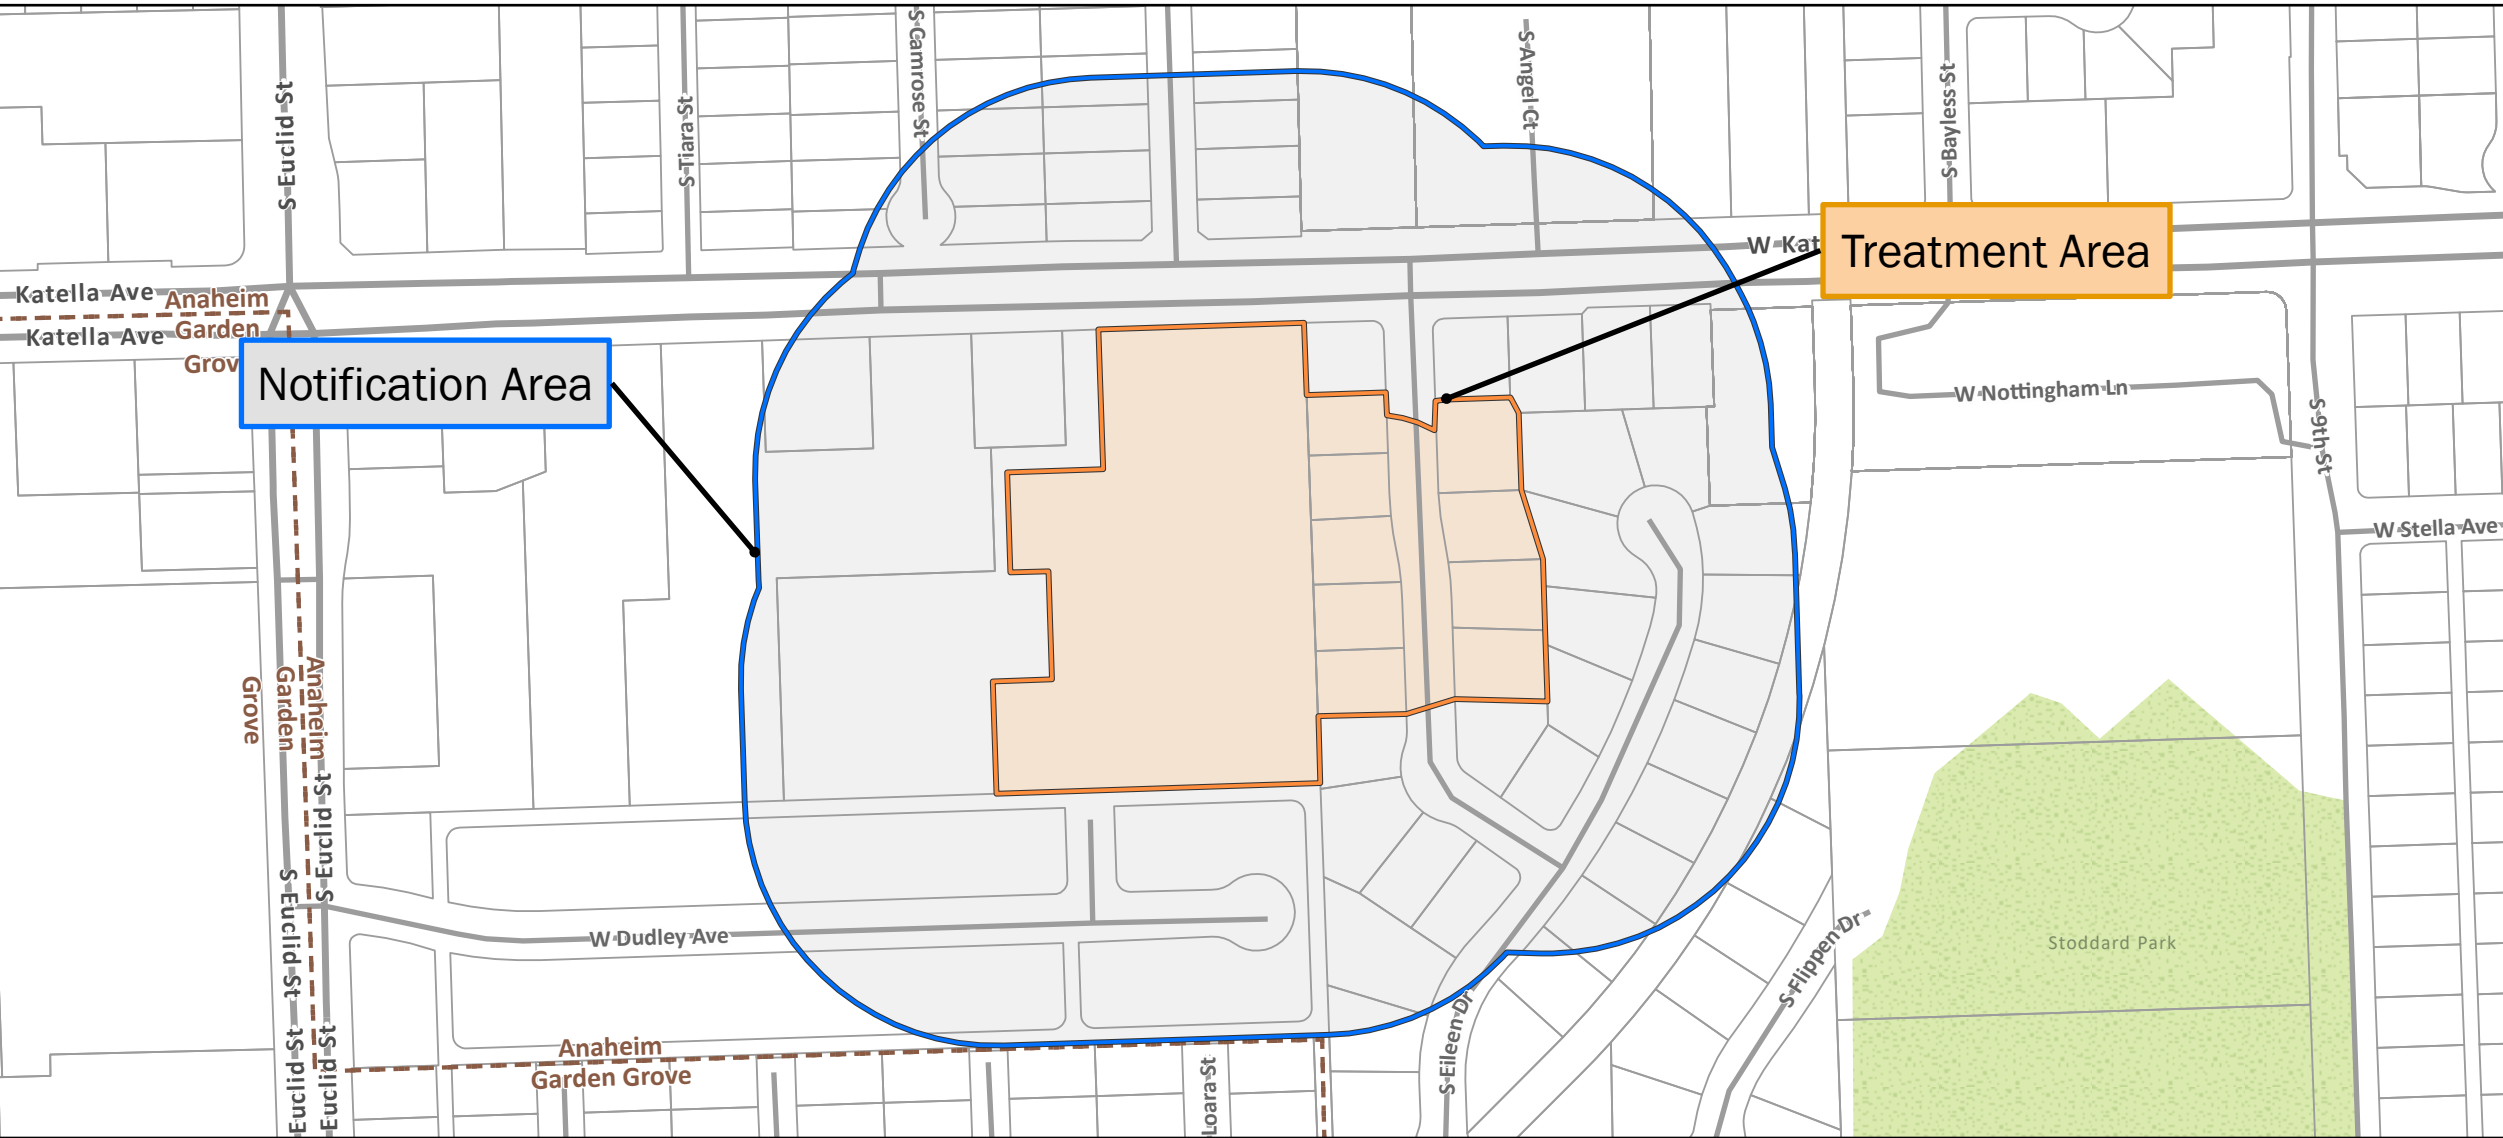 S Euclid St
S Tiara St
S Camrose St
S Angel Ct
S Bayless St
W Kat
Treatment Area
Katella Ave
Anaheim
Garden
Grov
Katella Ave
Notification Area
W Nottingham Ln
S 9th St
W Stella Ave
Anaheim
Garden
Grove
S Euclid St
S Euclid St
W Dudley Ave
Stoddard Park
S Flippen Dr
S Eileen Dr
Anaheim
Garden Grove
Loara St
Euclid St
Euclid St